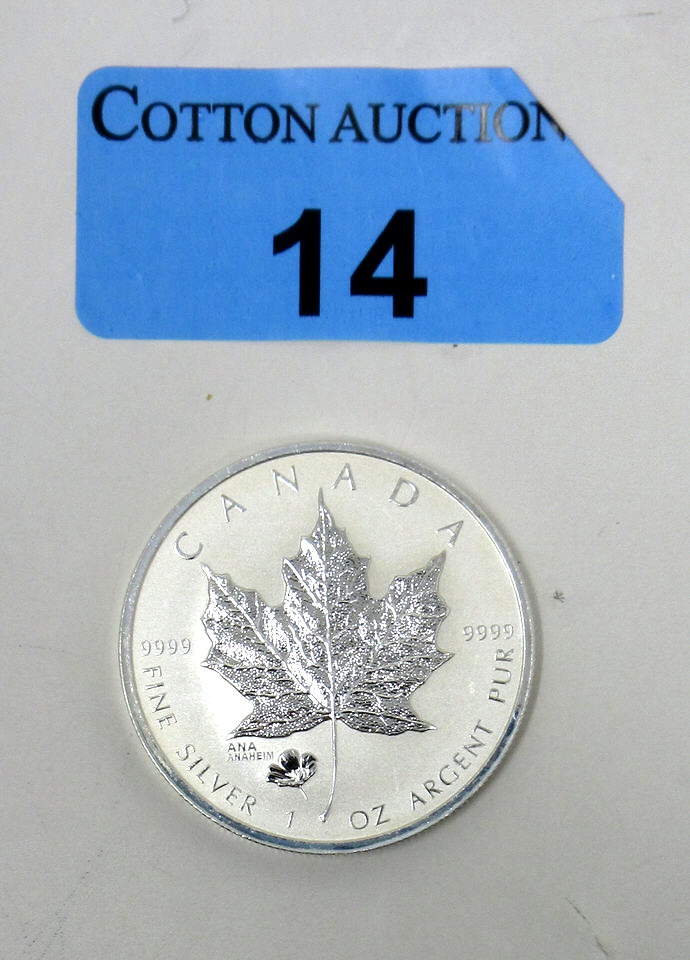 COTTON AUCTION
14
CANADA
9999 9999
FINE SILVER 1 OZ ARGENT PUR
ANA
ANAHEIM